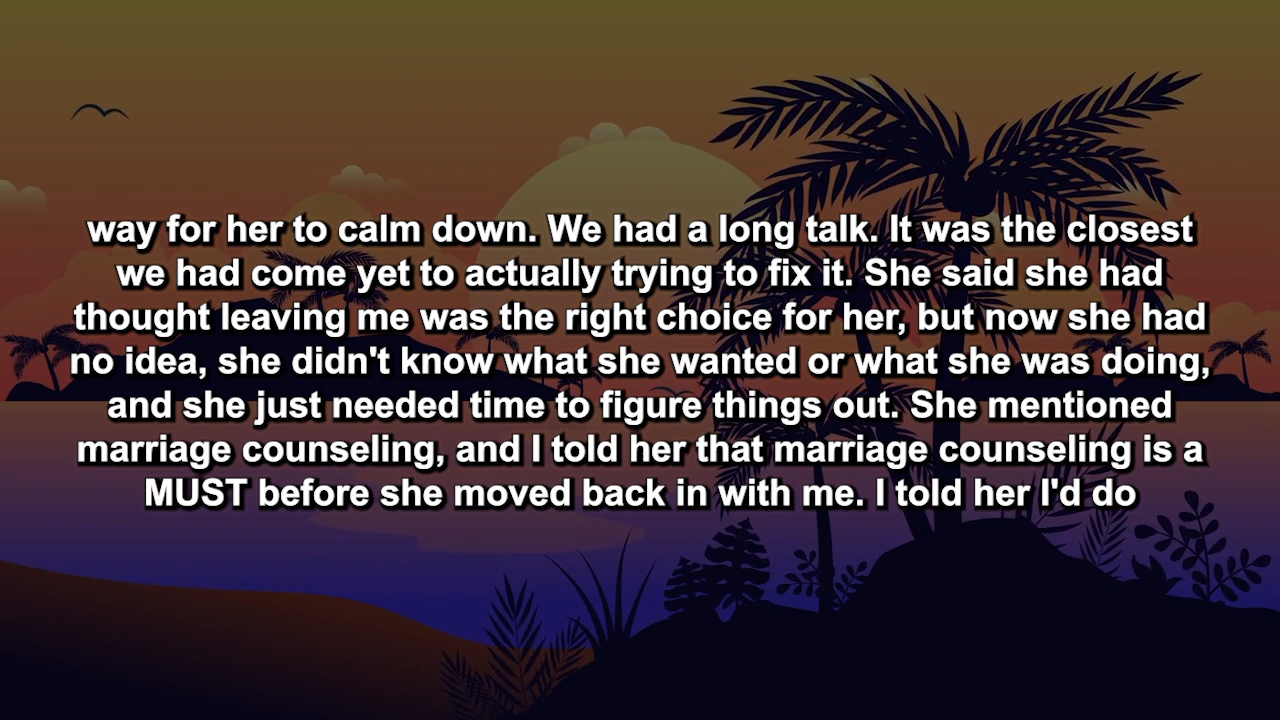 way for her to calm down. We had a long talk. It was the closest
we had come yet to actually trying to fix it. She said she had
thought leaving me was the right choice for her, but now she had
no idea, she didn't know what she wanted or what she was doing,
and she just needed time to figure things out. She mentioned
marriage counseling, and I told her that marriage counseling is a
MUST before she moved back in with me. I told her I'd do